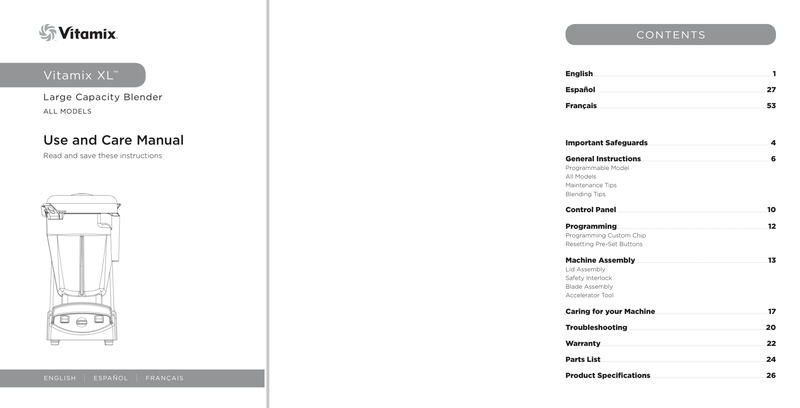 Vitamix
Vitamix XL™
Large Capacity Blender
ALL MODELS
Use and Care Manual
Read and save these instructions
ENGLISH | ESPAÑOL | FRANÇAIS
CONTENTS
English 1
Español 27
Français 53
Important Safeguards 4
General Instructions 6
Programmable Model
All Models
Maintenance Tips
Blending Tips
Control Panel 10
Programming 12
Programming Custom Chip
Resetting Pre-Set Buttons
Machine Assembly 13
Lid Assembly
Safety Interlock
Blade Assembly
Accelerator Tool
Caring for your Machine 17
Troubleshooting 20
Warranty 22
Parts List 24
Product Specifications 26